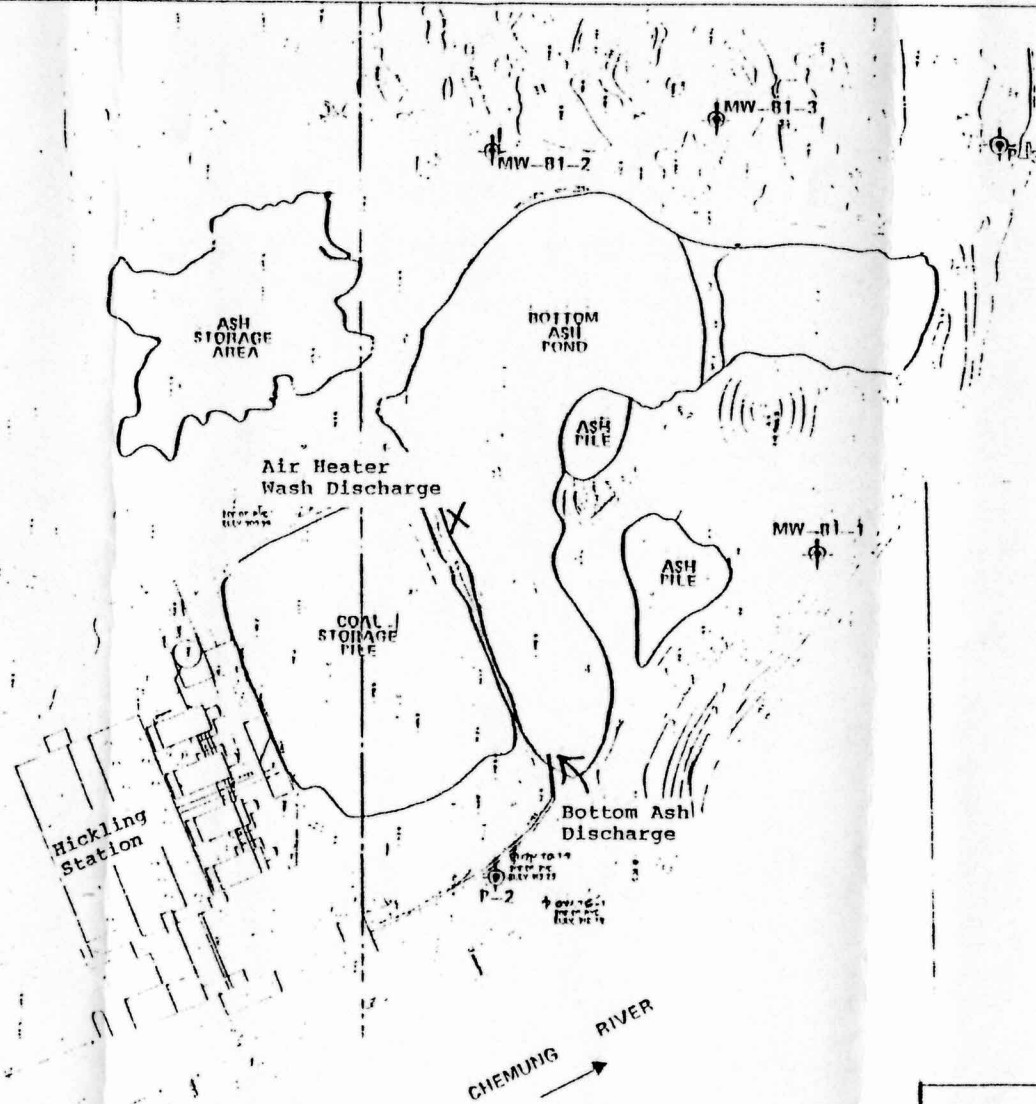 MW-81-3
MW-81-2
ASH
STORAGE
AREA
BOTTOM
ASH
POND
ASH
PILE
Air Heater
Wash Discharge
X
MW-81-1
ASH
PILE
COAL
STORAGE
PILE
Hickling
Station
Bottom Ash
Discharge
P-2
CHEMUNG RIVER